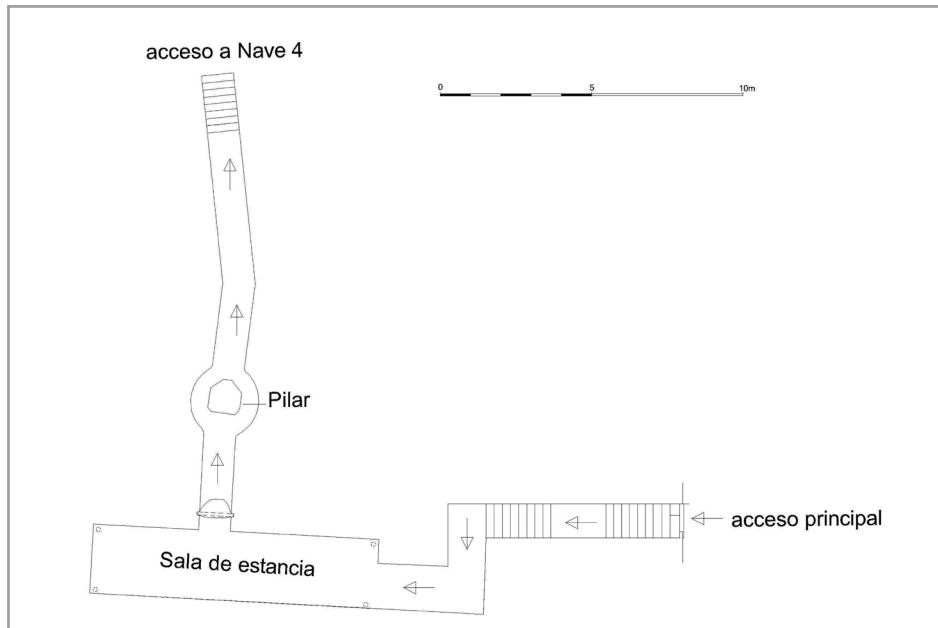 acceso a Nave 4
0 5 10m
Pilar
acceso principal
Sala de estancia